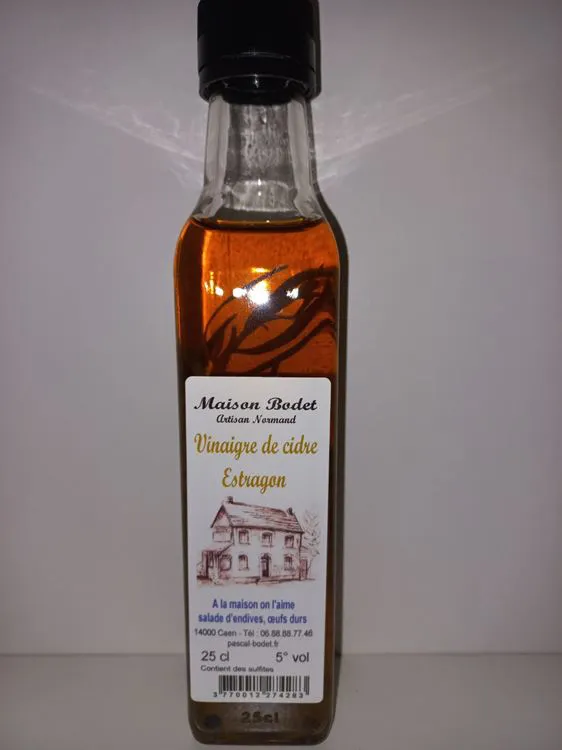 Maison Bodet
Artisan Normand
Vinaigre de cidre
Estragon
A la maison on l'aime
salade d'endives, œufs durs
14000 Caen - Tél : 06.88.88.77.46
pascal-bodet.fr
25 cl 5° vol
Contient des sulfites
3 770012 274283
25cl